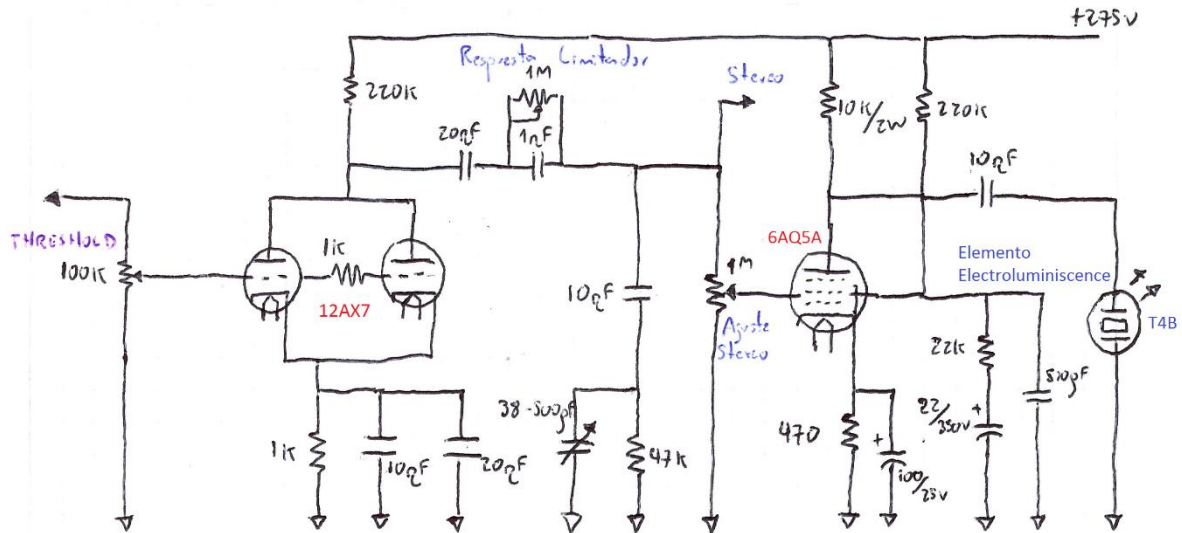 +275V
Respuesta Limitador
1M
Stereo
220K
20nF
1nF
10K/2W
220K
10nF
THRESHOLD
100K
1K
12AX7
10nF
1M
Ajuste
Stereo
6AQ5A
Elemento
Electroluminiscence
T4B
38-500pF
1K
10nF
20nF
47K
470
100/25V
22K
22/350V
510pF
+
+